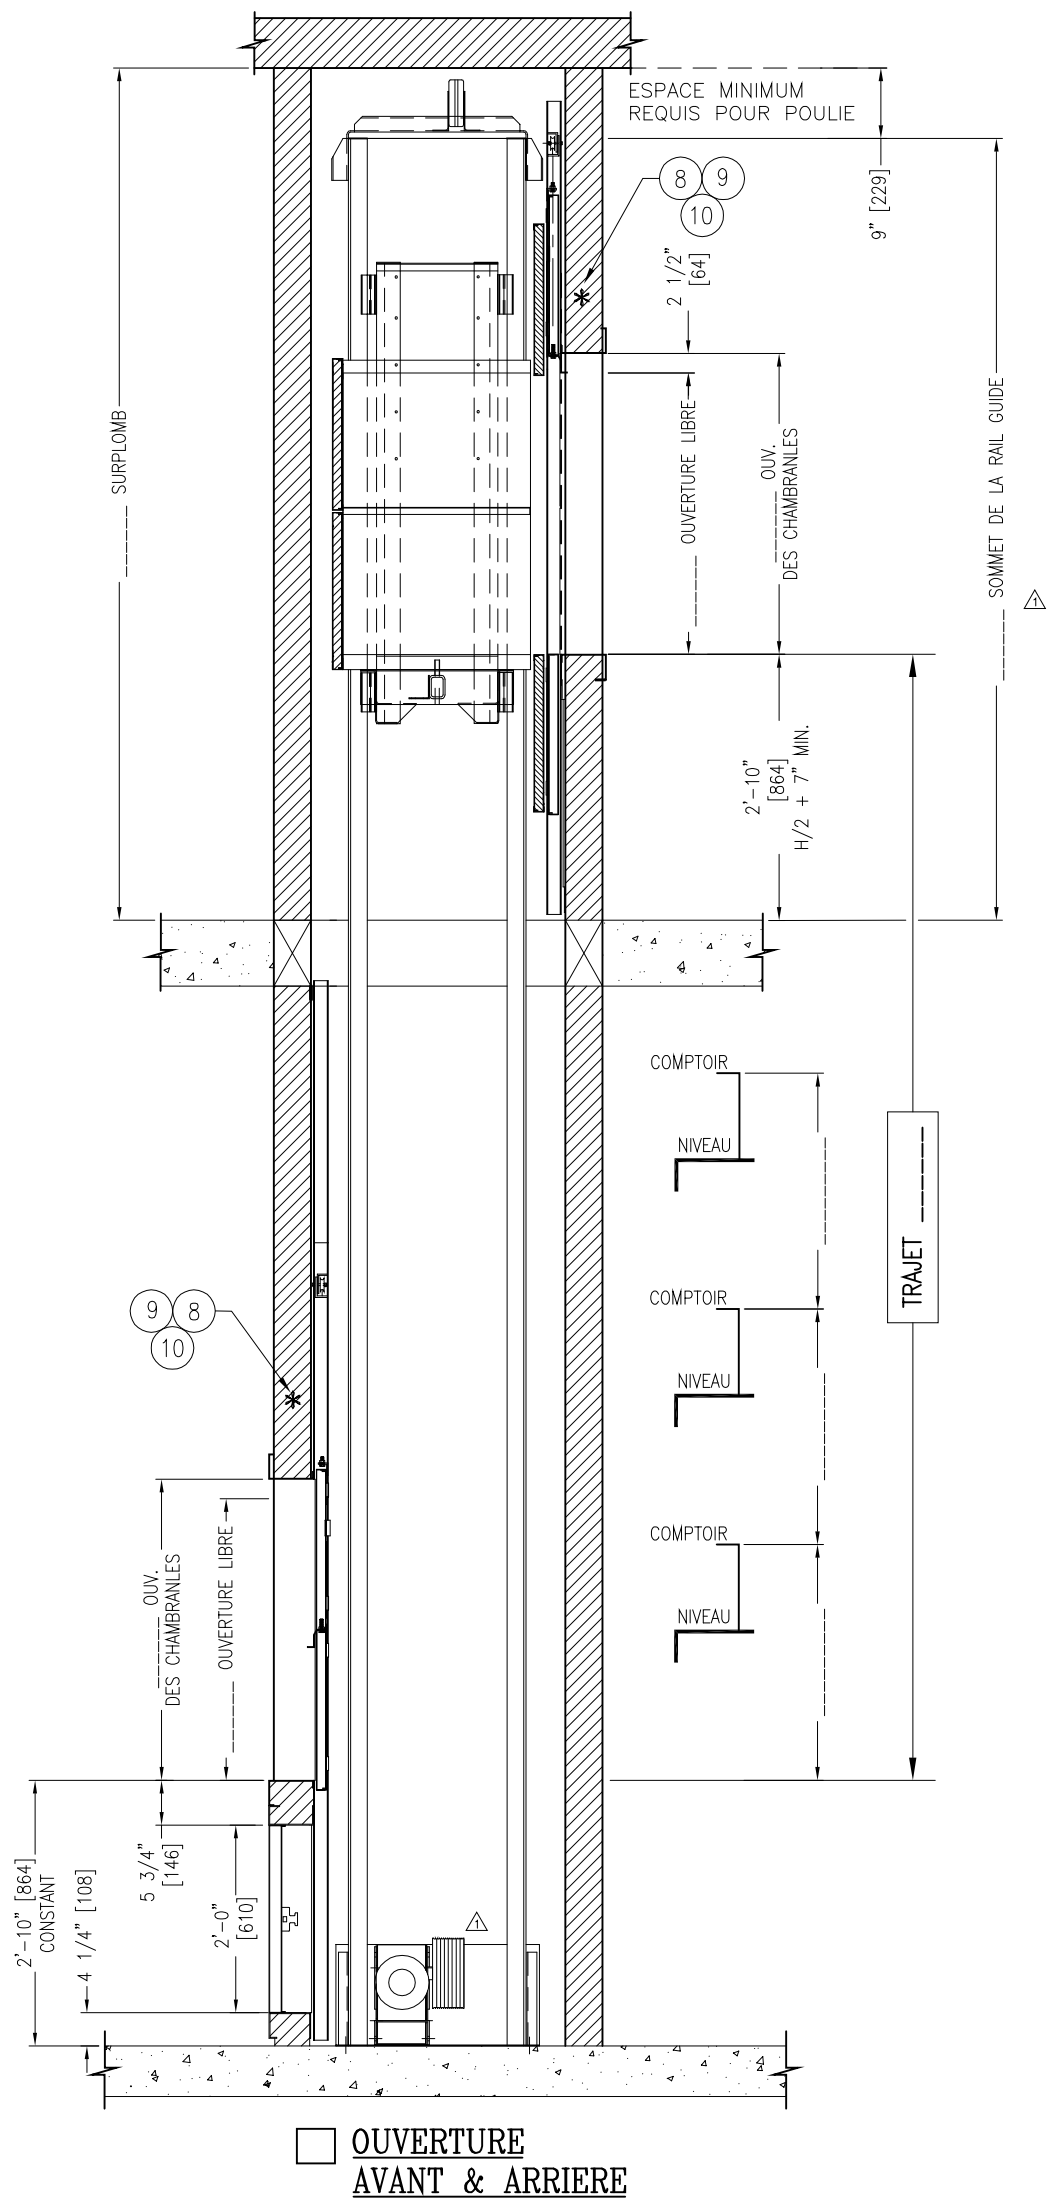 ESPACE MINIMUM
REQUIS POUR POULIE
9" [229]
8
9
10
2 1/2"
[64]
SURPLOMB
OUVERTURE LIBRE
OUV.
DES CHAMBRANLES
SOMMET DE LA RAIL GUIDE
1
2'-10"
[864]
H/2 + 7" MIN.
COMPTOIR
NIVEAU
TRAJET
COMPTOIR
NIVEAU
9
8
10
COMPTOIR
NIVEAU
OUV.
DES CHAMBRANLES
OUVERTURE LIBRE
2'-10" [864]
CONSTANT
4 1/4" [108]
5 3/4"
[146]
2'-0"
[610]
1
OUVERTURE
AVANT & ARRIERE